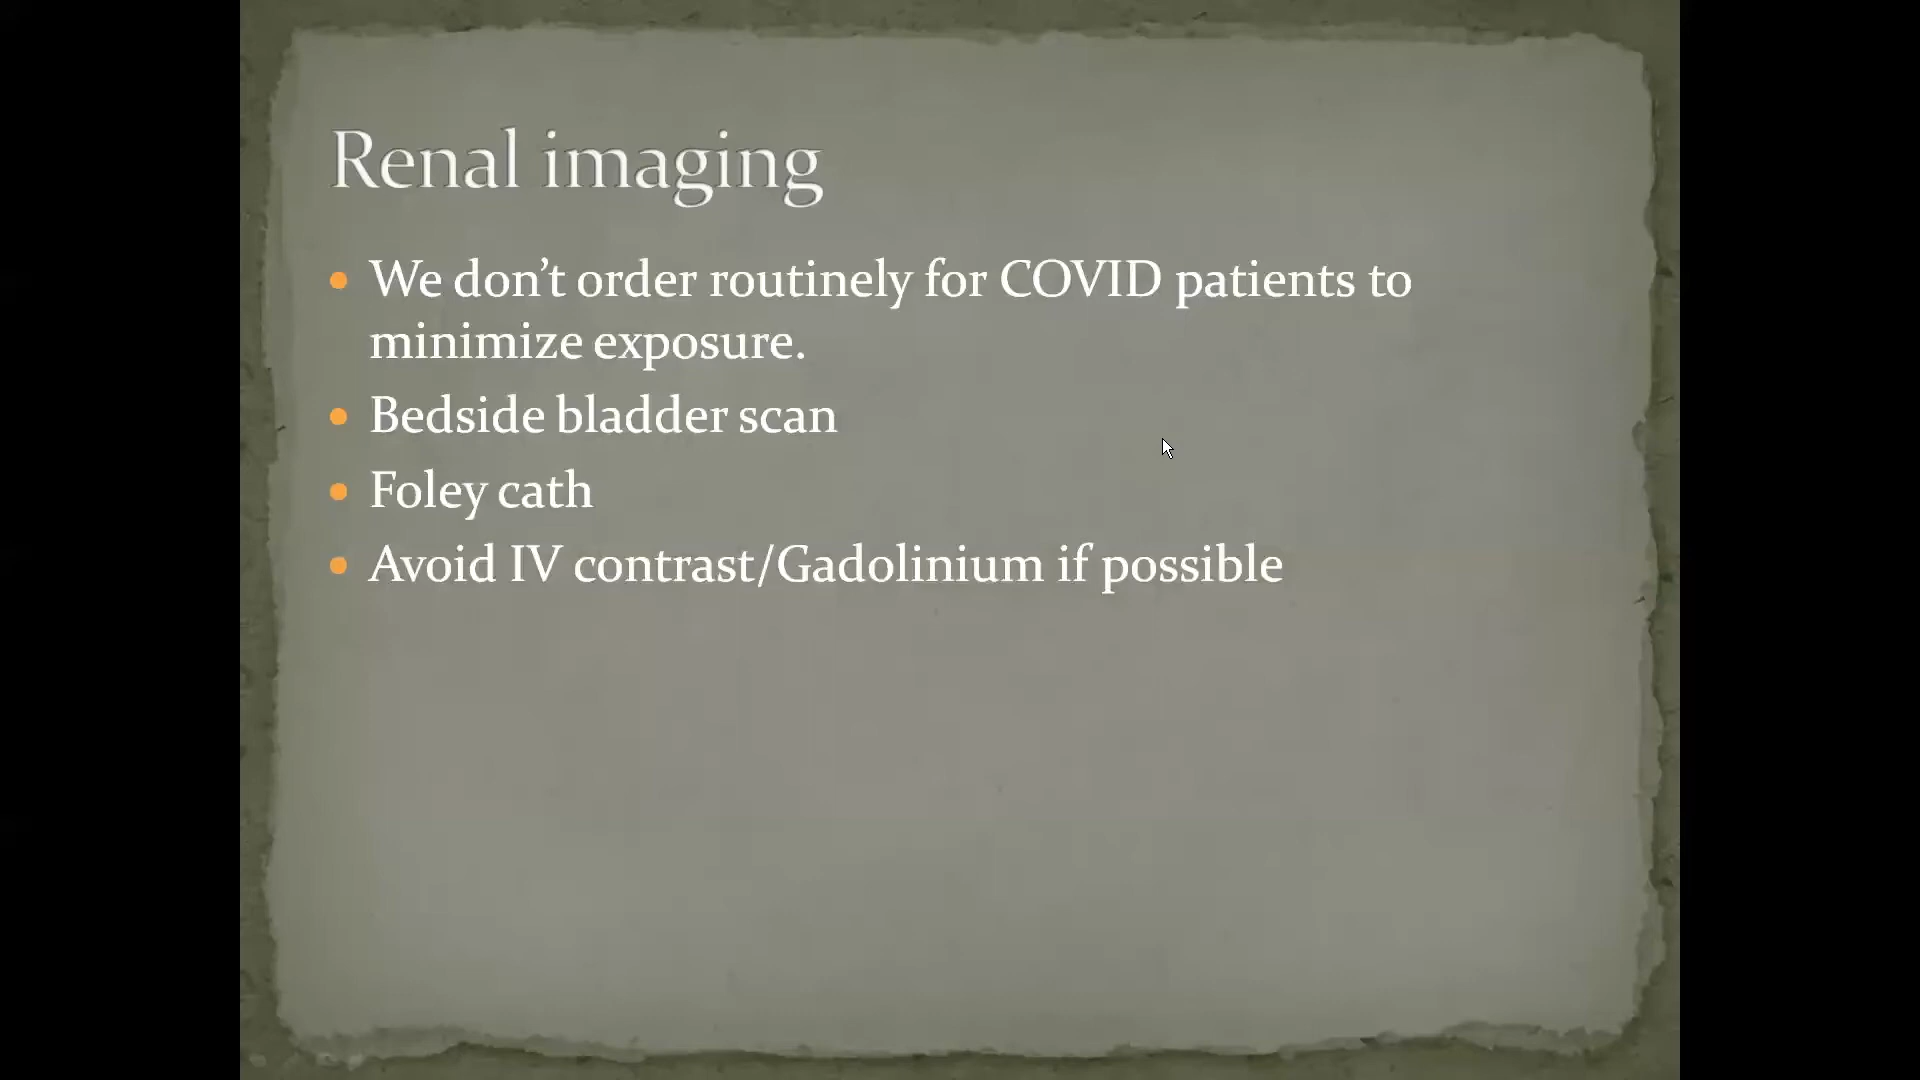 Renal imaging
We don’t order routinely for COVID patients to
minimize exposure.
Bedside bladder scan
Foley cath
Avoid IV contrast/Gadolinium if possible